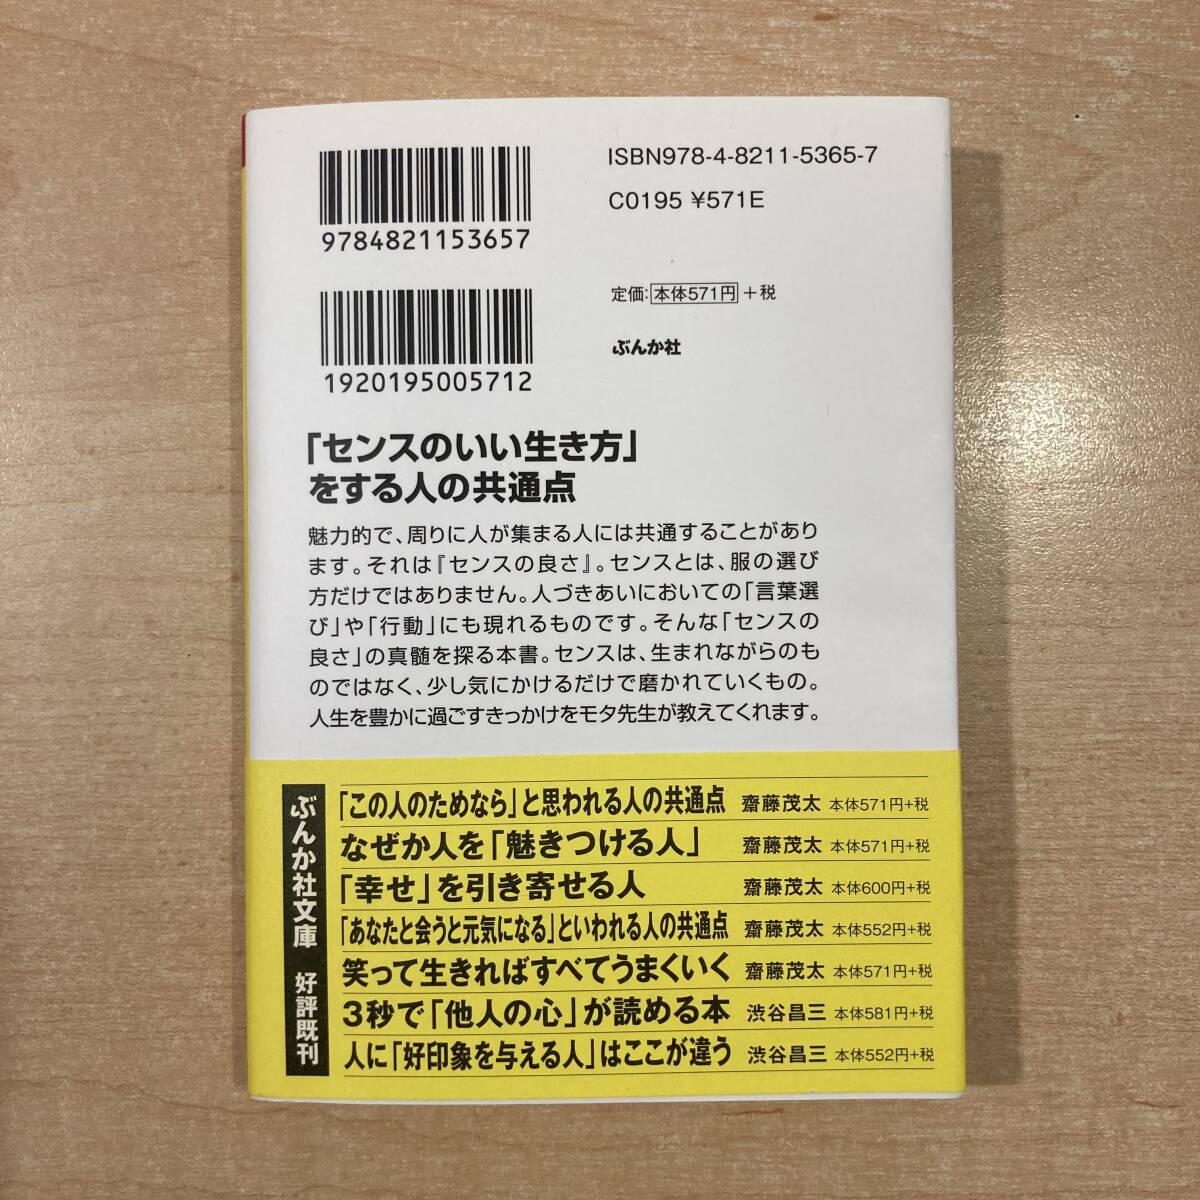 9784821153657
ISBN978-4-8211-5365-7
C0195 ¥571E
1920195005712
定価：本体571円＋税
ぶんか社
「センスのいい生き方」
をする人の共通点
魅力的で、周りに人が集まる人には共通することがあり
ます。それは『センスの良さ』。センスとは、服の選び
方だけではありません。人づきあいにおいての「言葉選
び」や「行動」にも現れるものです。そんな「センスの
良さ」の真髄を探る本書。センスは、生まれながらのも
のではなく、少し気にかけるだけで磨かれていくもの。
人生を豊かに過ごすきっかけをモタ先生が教えてくれます。
ぶんか社文庫 好評既刊
「この人のためなら」と思われる人の共通点 齋藤茂太 本体571円+税
なぜか人を「魅きつける人」 齋藤茂太 本体571円+税
「幸せ」を引き寄せる人 齋藤茂太 本体600円+税
「あなたと会うと元気になる」といわれる人の共通点 齋藤茂太 本体552円+税
笑って生きればすべてうまくいく 齋藤茂太 本体571円+税
3秒で「他人の心」が読める本 渋谷昌三 本体581円+税
人に「好印象を与える人」はここが違う 渋谷昌三 本体552円+税